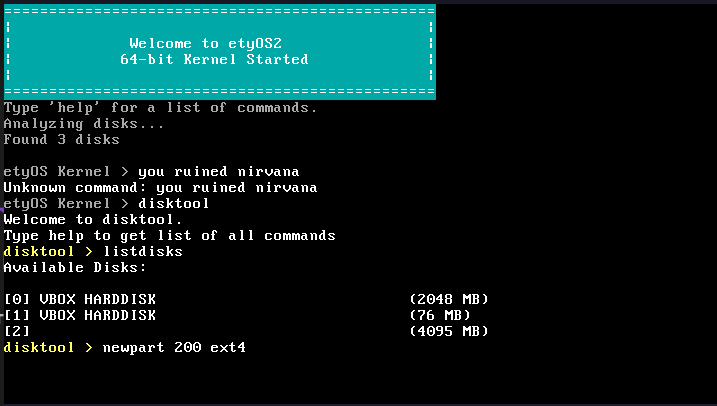 ================================================
¦ ¦
¦ Welcome to etyOS2 ¦
¦ 64-bit Kernel Started ¦
¦ ¦
================================================
Type 'help' for a list of commands.
Analyzing disks...
Found 3 disks
etyOS Kernel > you ruined nirvana
Unknown command: you ruined nirvana
etyOS Kernel > disktool
Welcome to disktool.
Type help to get list of all commands
disktool > listdisks
Available Disks:
[0] VBOX HARDDISK (2048 MB)
[1] VBOX HARDDISK (76 MB)
[2] (4095 MB)
disktool > newpart 200 ext4